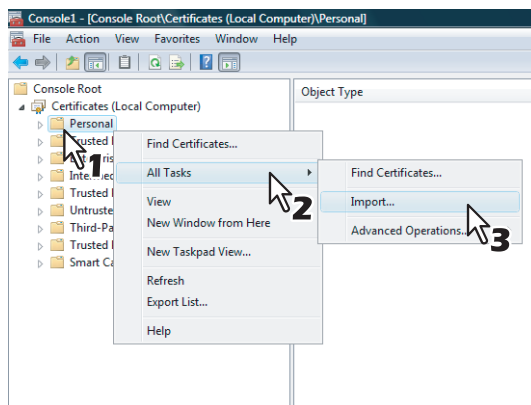 Console1 - [Console Root\Certificates (Local Computer)\Personal]
File Action View Favorites Window Help
Console Root
Object Type
Certificates (Local Computer)
Personal
1
Trusted
Find Certificates...
All Tasks
2
View
New Window from Here
New Taskpad View...
Refresh
Export List...
Help
Find Certificates...
Import...
Advanced Operations...
3
Trusted
Untruste
Third-Pa
Trusted
Smart Ca